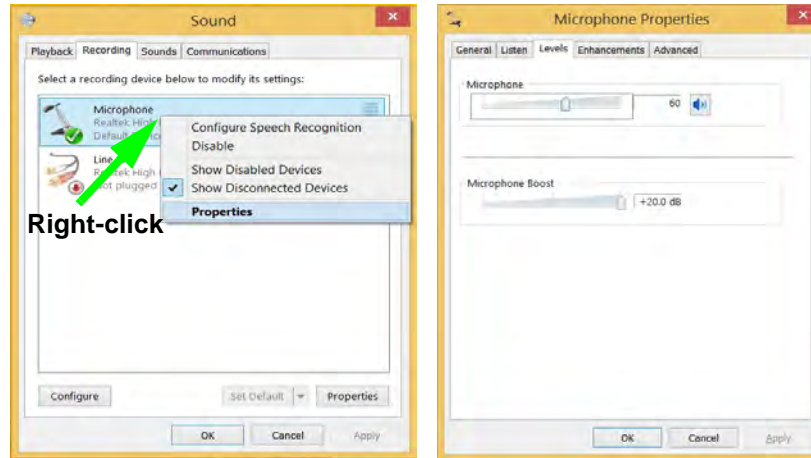 Sound
Playback Recording Sounds Communications
Select a recording device below to modify its settings:
Microphone
Realtek High
Default
Line
Realtek High
Not plugged
Configure Speech Recognition
Disable
Show Disabled Devices
Show Disconnected Devices
Properties
Right-click
Configure
Set Default
Properties
OK
Cancel
Apply
Microphone Properties
General Listen Levels Enhancements Advanced
Microphone
60
Microphone Boost
+20.0 dB
OK
Cancel
Apply